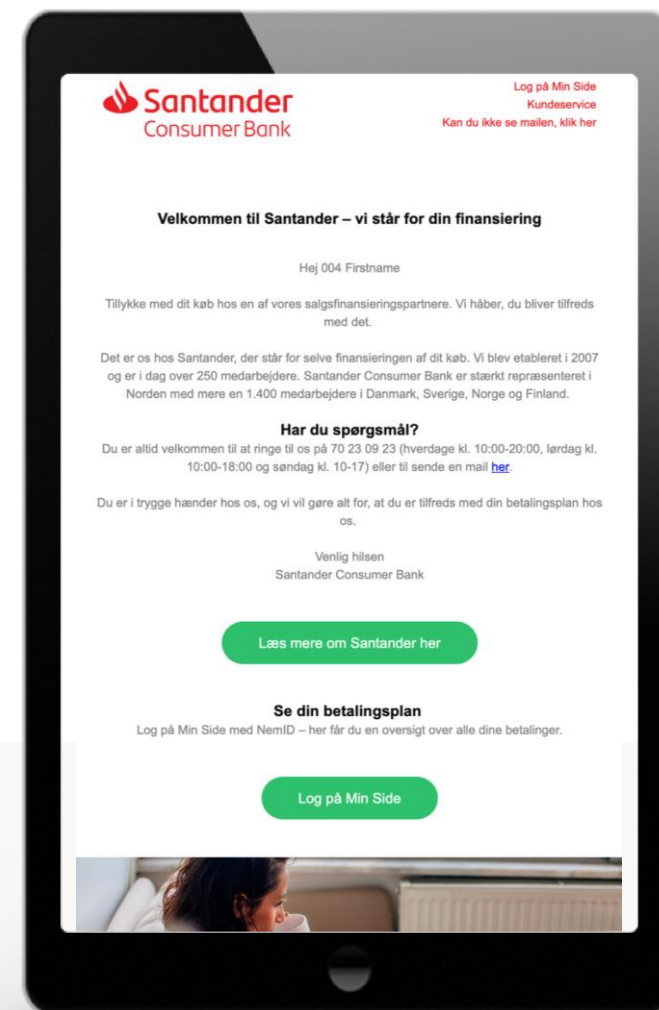 Santander
Consumer Bank
Log på Min Side
Kundeservice
Kan du ikke se mailen, klik her
Velkommen til Santander – vi står for din finansiering
Hej 004 Firstname
Tillykke med dit køb hos en af vores salgsfinansieringspartnere. Vi håber, du bliver tilfreds
med det.
Det er os hos Santander, der står for selve finansieringen af dit køb. Vi blev etableret i 2007
og er i dag over 250 medarbejdere. Santander Consumer Bank er stærkt repræsenteret i
Norden med mere en 1.400 medarbejdere i Danmark, Sverige, Norge og Finland.
Har du spørgsmål?
Du er altid velkommen til at ringe til os på 70 23 09 23 (hverdage kl. 10:00-20:00, lørdag kl.
10:00-18:00 og søndag kl. 10-17) eller til sende en mail her.
Du er i trygge hænder hos os, og vi vil gøre alt for, at du er tilfreds med din betalingsplan hos
os.
Venlig hilsen
Santander Consumer Bank
Læs mere om Santander her
Se din betalingsplan
Log på Min Side med NemID – her får du en oversigt over alle dine betalinger.
Log på Min Side